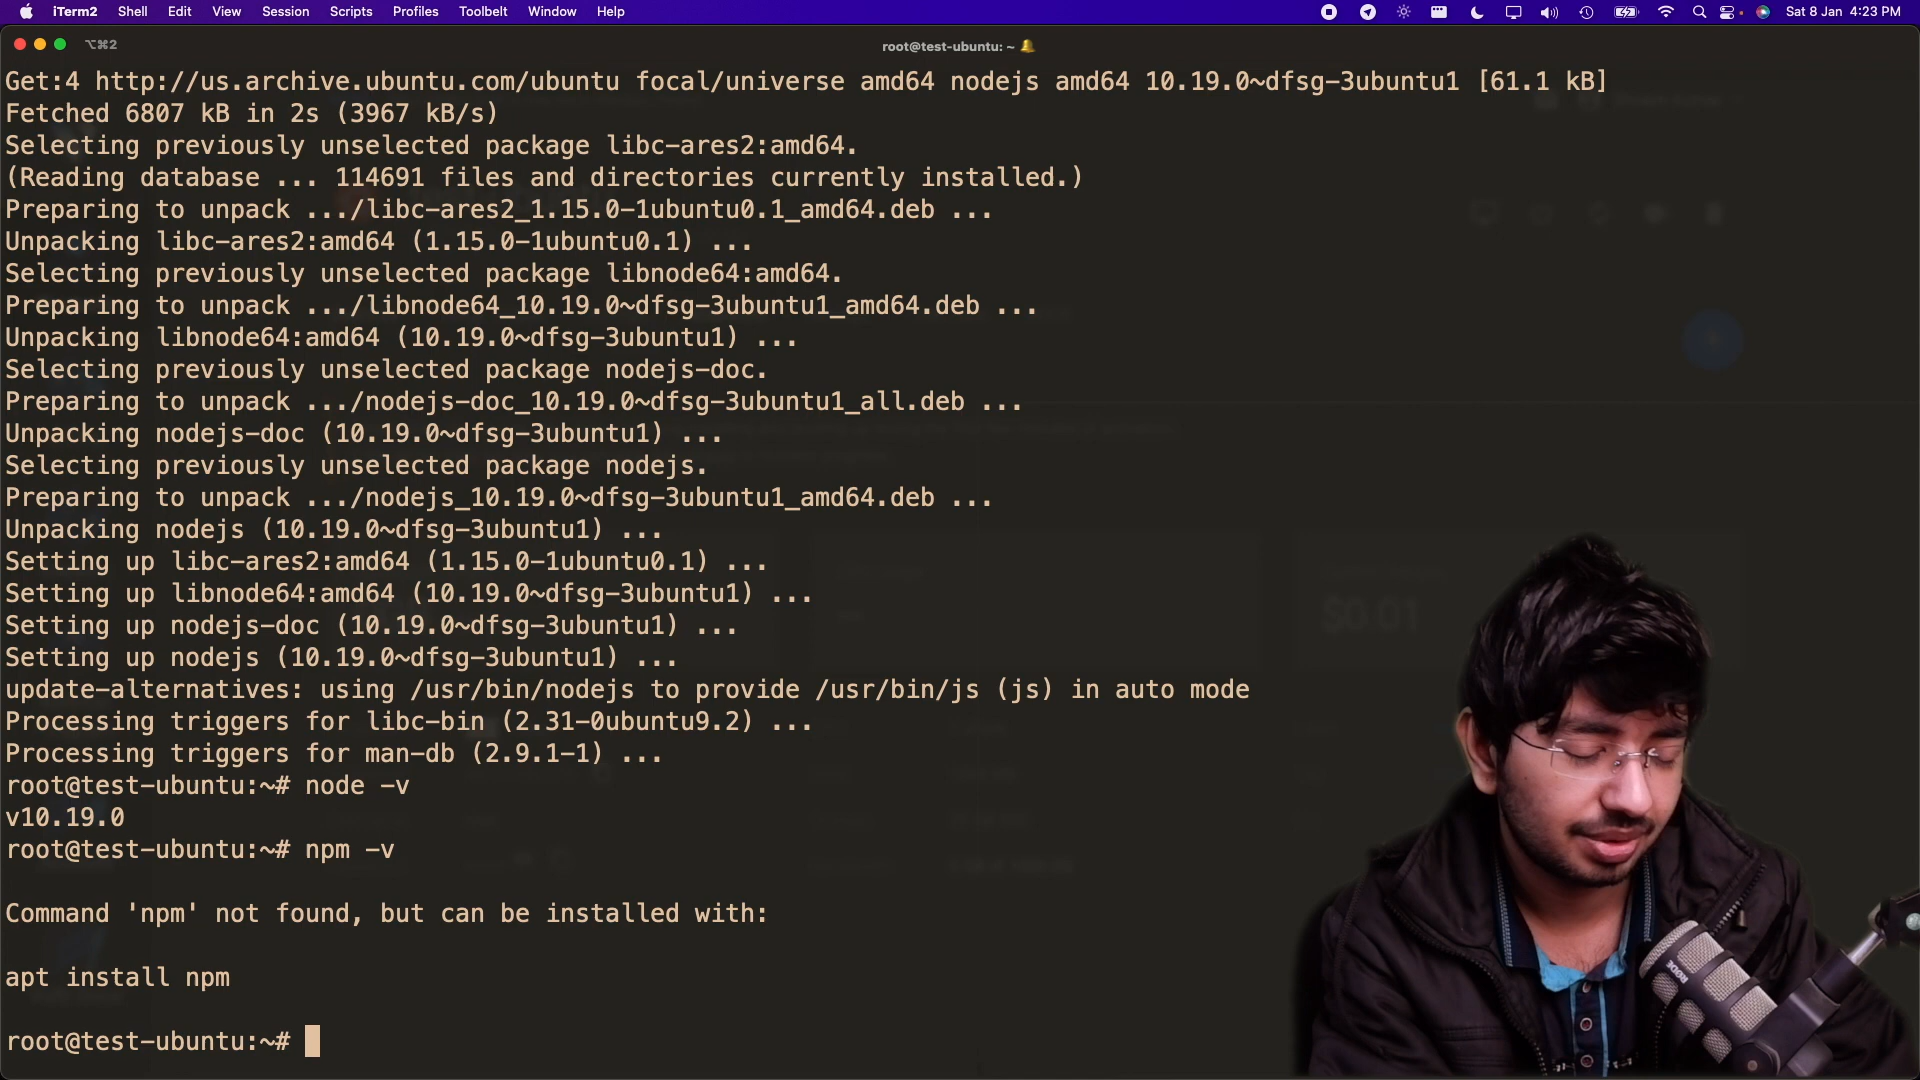 iTerm2 Shell Edit View Session Scripts Profiles Toolbelt Window Help Sat 8 Jan 4:23 PM
⌥⌘2 root@test-ubuntu: ~
Get:4 http://us.archive.ubuntu.com/ubuntu focal/universe amd64 nodejs amd64 10.19.0~dfsg-3ubuntu1 [61.1 kB]
Fetched 6807 kB in 2s (3967 kB/s)
Selecting previously unselected package libc-ares2:amd64.
(Reading database ... 114691 files and directories currently installed.)
Preparing to unpack .../libc-ares2_1.15.0-1ubuntu0.1_amd64.deb ...
Unpacking libc-ares2:amd64 (1.15.0-1ubuntu0.1) ...
Selecting previously unselected package libnode64:amd64.
Preparing to unpack .../libnode64_10.19.0~dfsg-3ubuntu1_amd64.deb ...
Unpacking libnode64:amd64 (10.19.0~dfsg-3ubuntu1) ...
Selecting previously unselected package nodejs-doc.
Preparing to unpack .../nodejs-doc_10.19.0~dfsg-3ubuntu1_all.deb ...
Unpacking nodejs-doc (10.19.0~dfsg-3ubuntu1) ...
Selecting previously unselected package nodejs.
Preparing to unpack .../nodejs_10.19.0~dfsg-3ubuntu1_amd64.deb ...
Unpacking nodejs (10.19.0~dfsg-3ubuntu1) ...
Setting up libc-ares2:amd64 (1.15.0-1ubuntu0.1) ...
Setting up libnode64:amd64 (10.19.0~dfsg-3ubuntu1) ...
$0.01
Setting up nodejs-doc (10.19.0~dfsg-3ubuntu1) ...
Setting up nodejs (10.19.0~dfsg-3ubuntu1) ...
update-alternatives: using /usr/bin/nodejs to provide /usr/bin/js (js) in auto mode
Processing triggers for libc-bin (2.31-0ubuntu9.2) ...
Processing triggers for man-db (2.9.1-1) ...
root@test-ubuntu:~# node -v
v10.19.0
root@test-ubuntu:~# npm -v
Command 'npm' not found, but can be installed with:
apt install npm
root@test-ubuntu:~#
RØDE